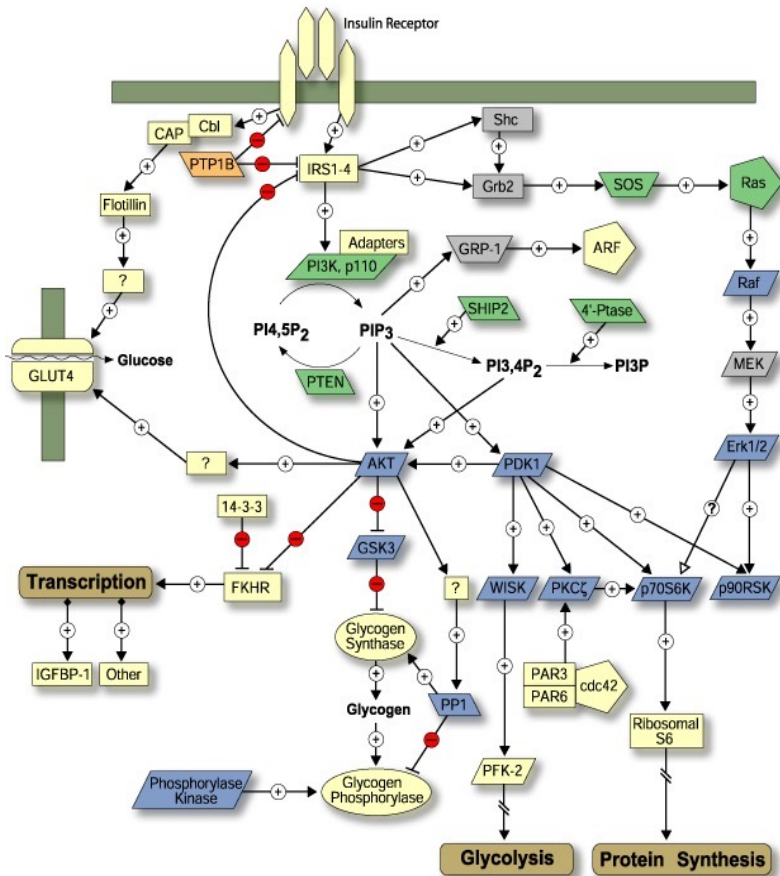 Insulin Receptor
Cbl
CAP
PTP1B
IRS1-4
Shc
Grb2
SOS
Ras
Flotillin
Adapters
PI3K, p110
GRP-1
ARF
?
Raf
PI4,5P2
PIP3
SHIP2
4'-Ptase
GLUT4
Glucose
PTEN
PI3,4P2
PI3P
MEK
?
AKT
PDK1
Erk1/2
14-3-3
?
GSK3
Transcription
FKHR
?
WISK
PKCζ
p70S6K
p90RSK
IGFBP-1
Other
Glycogen
Synthase
PAR3
PAR6
cdc42
Glycogen
PP1
Ribosomal
S6
Phosphorylase
Kinase
Glycogen
Phosphorylase
PFK-2
Glycolysis
Protein Synthesis